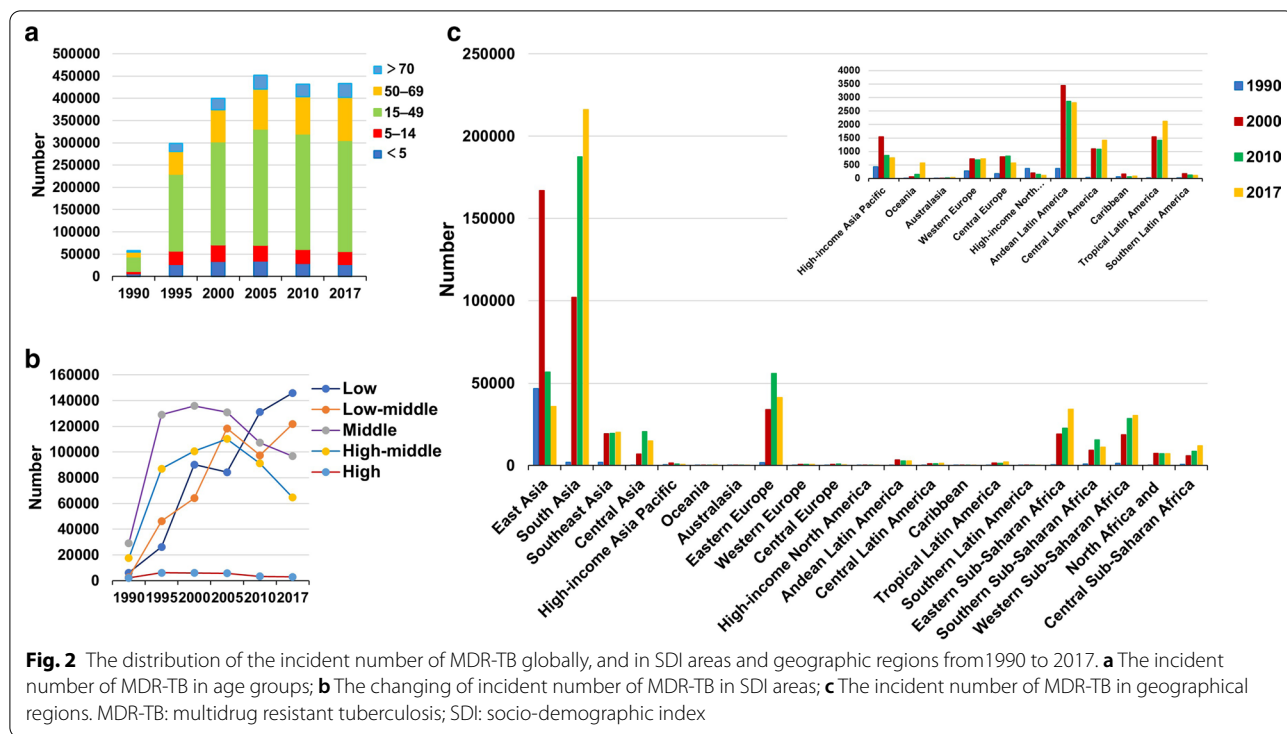 a
Number
500000
450000
400000
350000
300000
250000
200000
150000
100000
50000
0
1990 1995 2000 2005 2010 2017
>70
50–69
15–49
5–14
<5
b
Number
160000
140000
120000
100000
80000
60000
40000
20000
0
1990 1995 2000 2005 2010 2017
Low
Low-middle
Middle
High-middle
High
c
Number
250000
200000
150000
100000
50000
0
East Asia
South Asia
Southeast Asia
Central Asia
High-income Asia Pacific
Oceania
Australasia
Eastern Europe
Western Europe
Central Europe
High-income North America
Andean Latin America
Central Latin America
Caribbean
Tropical Latin America
Southern Latin America
Eastern Sub-Saharan Africa
Southern Sub-Saharan Africa
Western Sub-Saharan Africa
North Africa and
Central Sub-Saharan Africa
4000
3500
3000
2500
2000
1500
1000
500
0
High-income Asia Pacific
Oceania
Australasia
Western Europe
Central Europe
High-income North...
Andean Latin America
Central Latin America
Caribbean
Tropical Latin America
Southern Latin America
1990
2000
2010
2017
Fig. 2 The distribution of the incident number of MDR-TB globally, and in SDI areas and geographic regions from1990 to 2017. a The incident
number of MDR-TB in age groups; b The changing of incident number of MDR-TB in SDI areas; c The incident number of MDR-TB in geographical
regions. MDR-TB: multidrug resistant tuberculosis; SDI: socio-demographic index